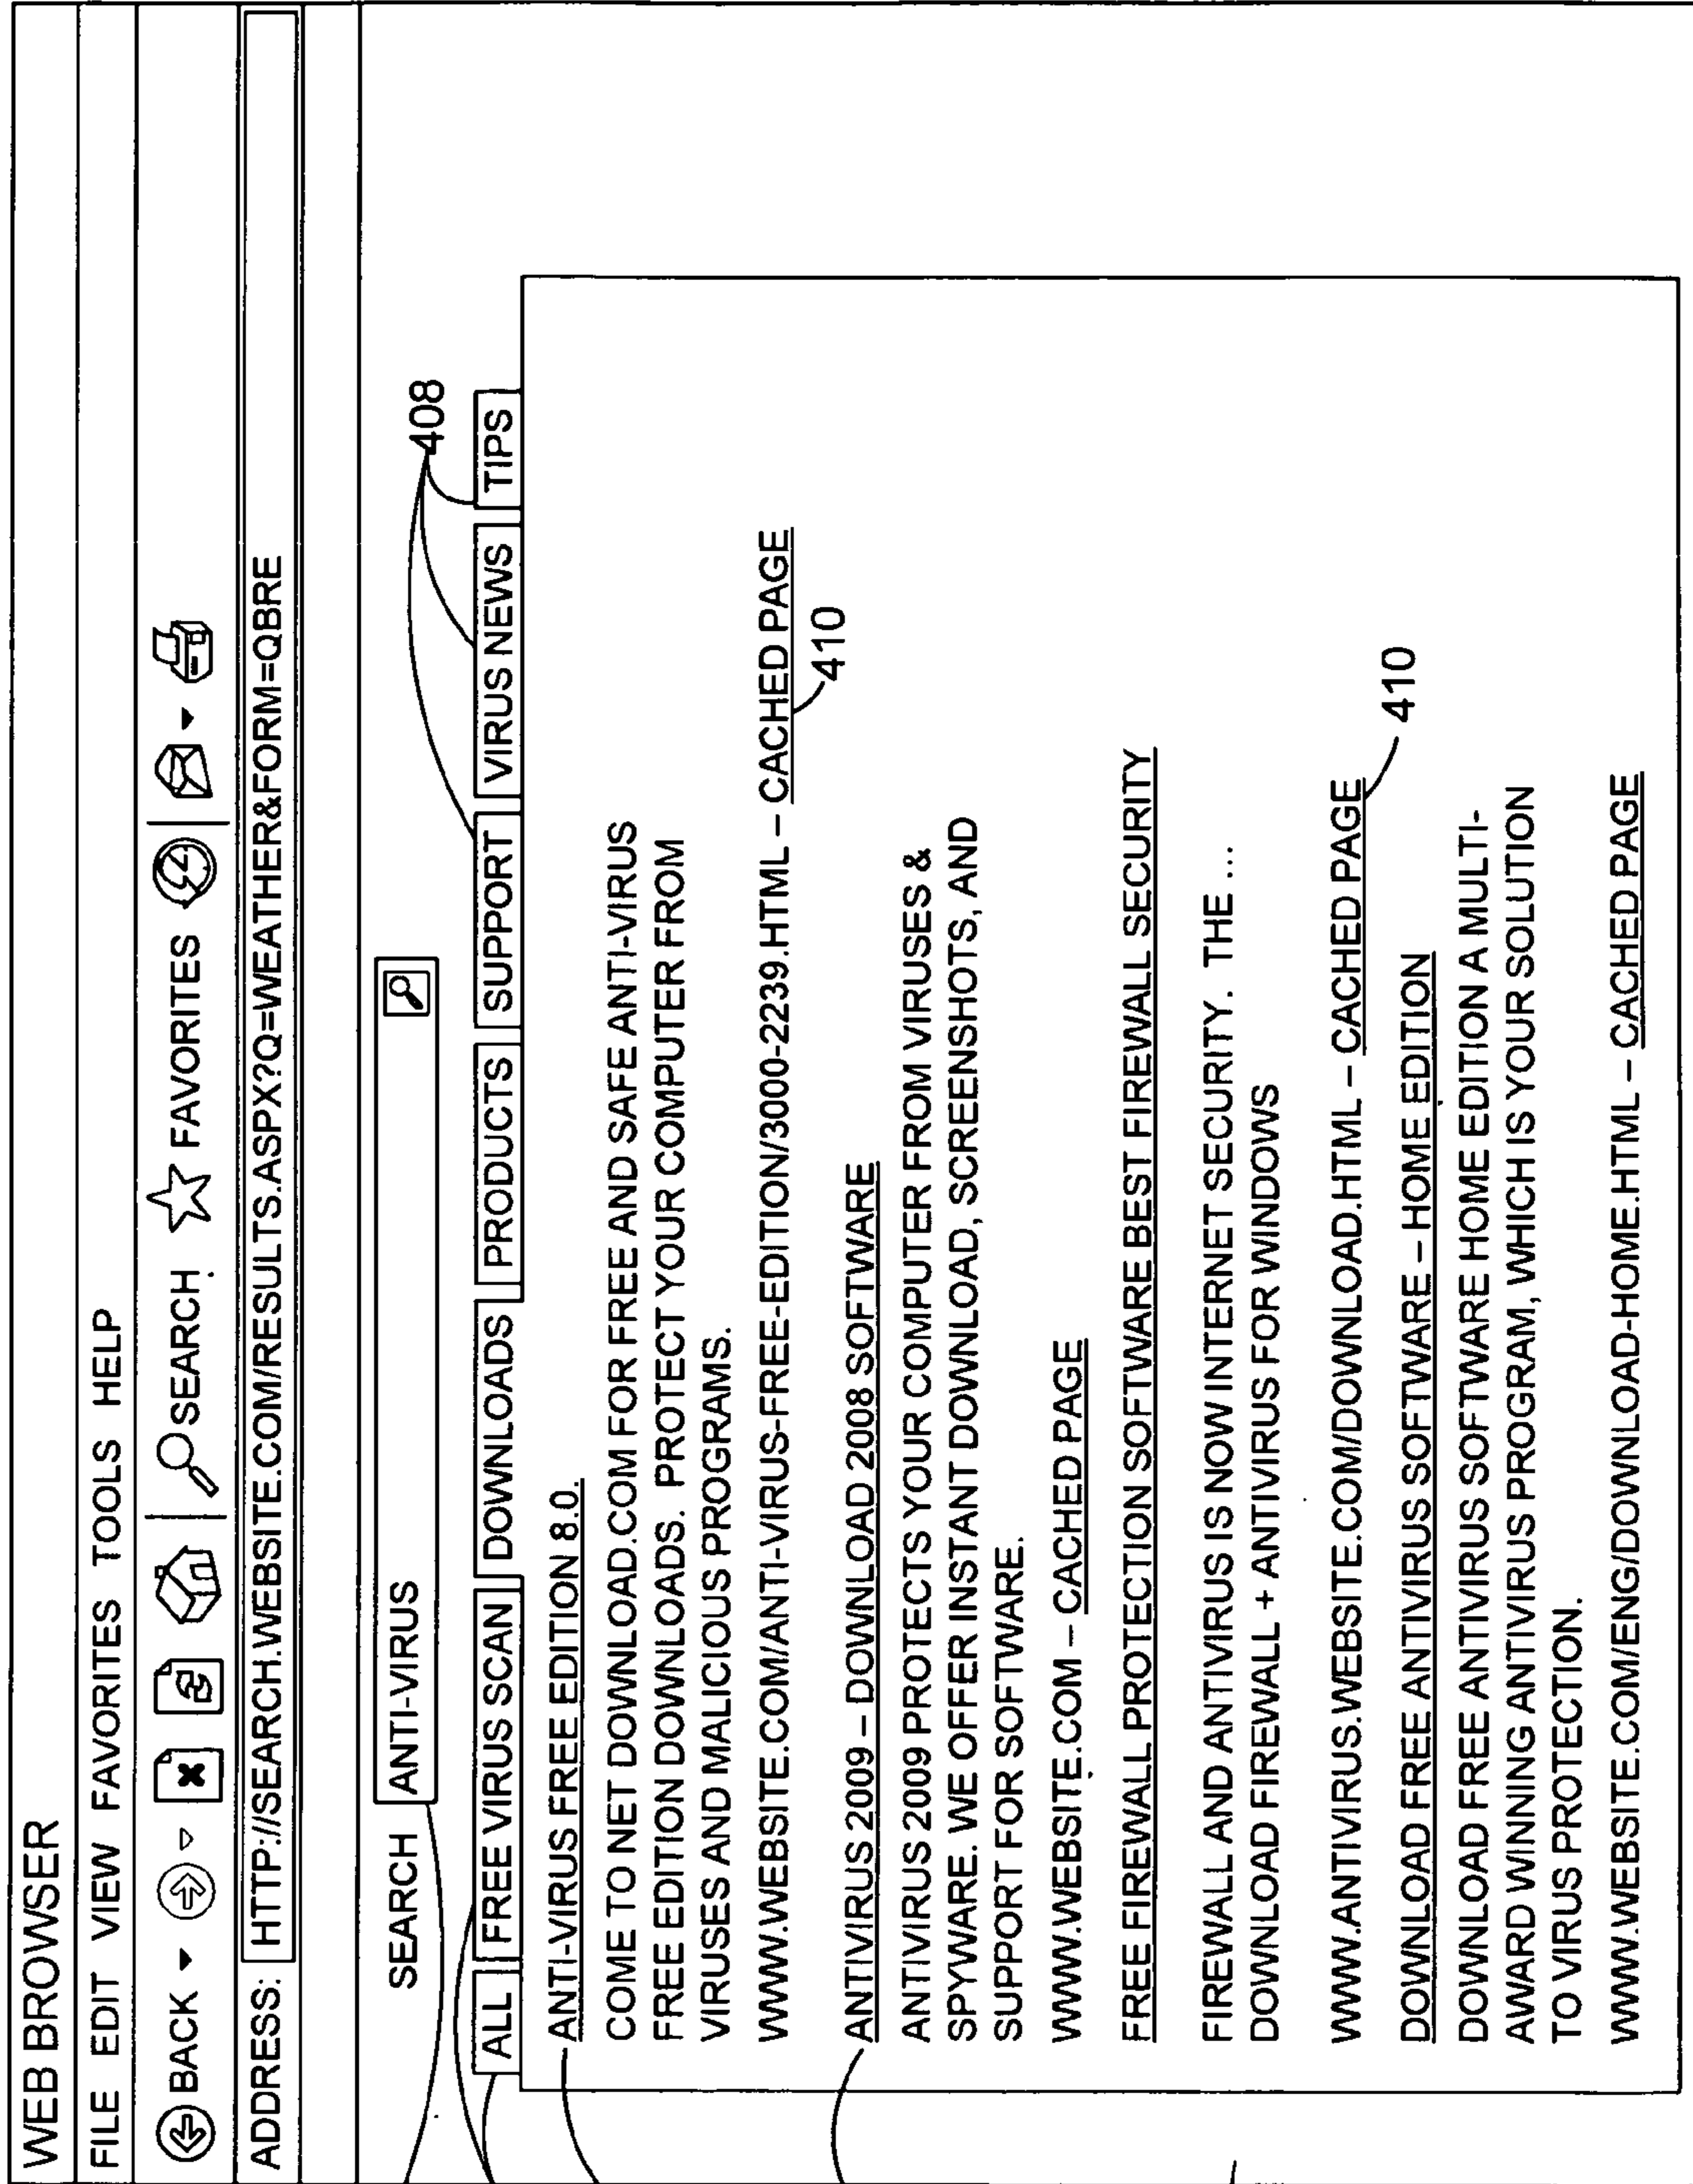 WEB BROWSER
FILE EDIT VIEW FAVORITES TOOLS HELP
BACK SEARCH FAVORITES
ADDRESS: HTTP://SEARCH.WEBSITE.COM/RESULTS.ASPX?Q=WEATHER&FORM=QBRE
SEARCH ANTI-VIRUS
408
ALL FREE VIRUS SCAN DOWNLOADS PRODUCTS SUPPORT VIRUS NEWS TIPS
ANTI-VIRUS FREE EDITION 8.0.
COME TO NET DOWNLOAD.COM FOR FREE AND SAFE ANTI-VIRUS
FREE EDITION DOWNLOADS. PROTECT YOUR COMPUTER FROM
VIRUSES AND MALICIOUS PROGRAMS.
WWW.WEBSITE.COM/ANTI-VIRUS-FREE-EDITION/3000-2239.HTML – CACHED PAGE
410
ANTIVIRUS 2009 – DOWNLOAD 2008 SOFTWARE
ANTIVIRUS 2009 PROTECTS YOUR COMPUTER FROM VIRUSES &
SPYWARE. WE OFFER INSTANT DOWNLOAD, SCREENSHOTS, AND
SUPPORT FOR SOFTWARE.
WWW.WEBSITE.COM – CACHED PAGE
FREE FIREWALL PROTECTION SOFTWARE BEST FIREWALL SECURITY
FIREWALL AND ANTIVIRUS IS NOW INTERNET SECURITY. THE ...
DOWNLOAD FIREWALL + ANTIVIRUS FOR WINDOWS
WWW.ANTIVIRUS.WEBSITE.COM/DOWNLOAD.HTML – CACHED PAGE
410
DOWNLOAD FREE ANTIVIRUS SOFTWARE – HOME EDITION
DOWNLOAD FREE ANTIVIRUS SOFTWARE HOME EDITION A MULTI-
AWARD WINNING ANTIVIRUS PROGRAM, WHICH IS YOUR SOLUTION
TO VIRUS PROTECTION.
WWW.WEBSITE.COM/ENG/DOWNLOAD-HOME.HTML – CACHED PAGE